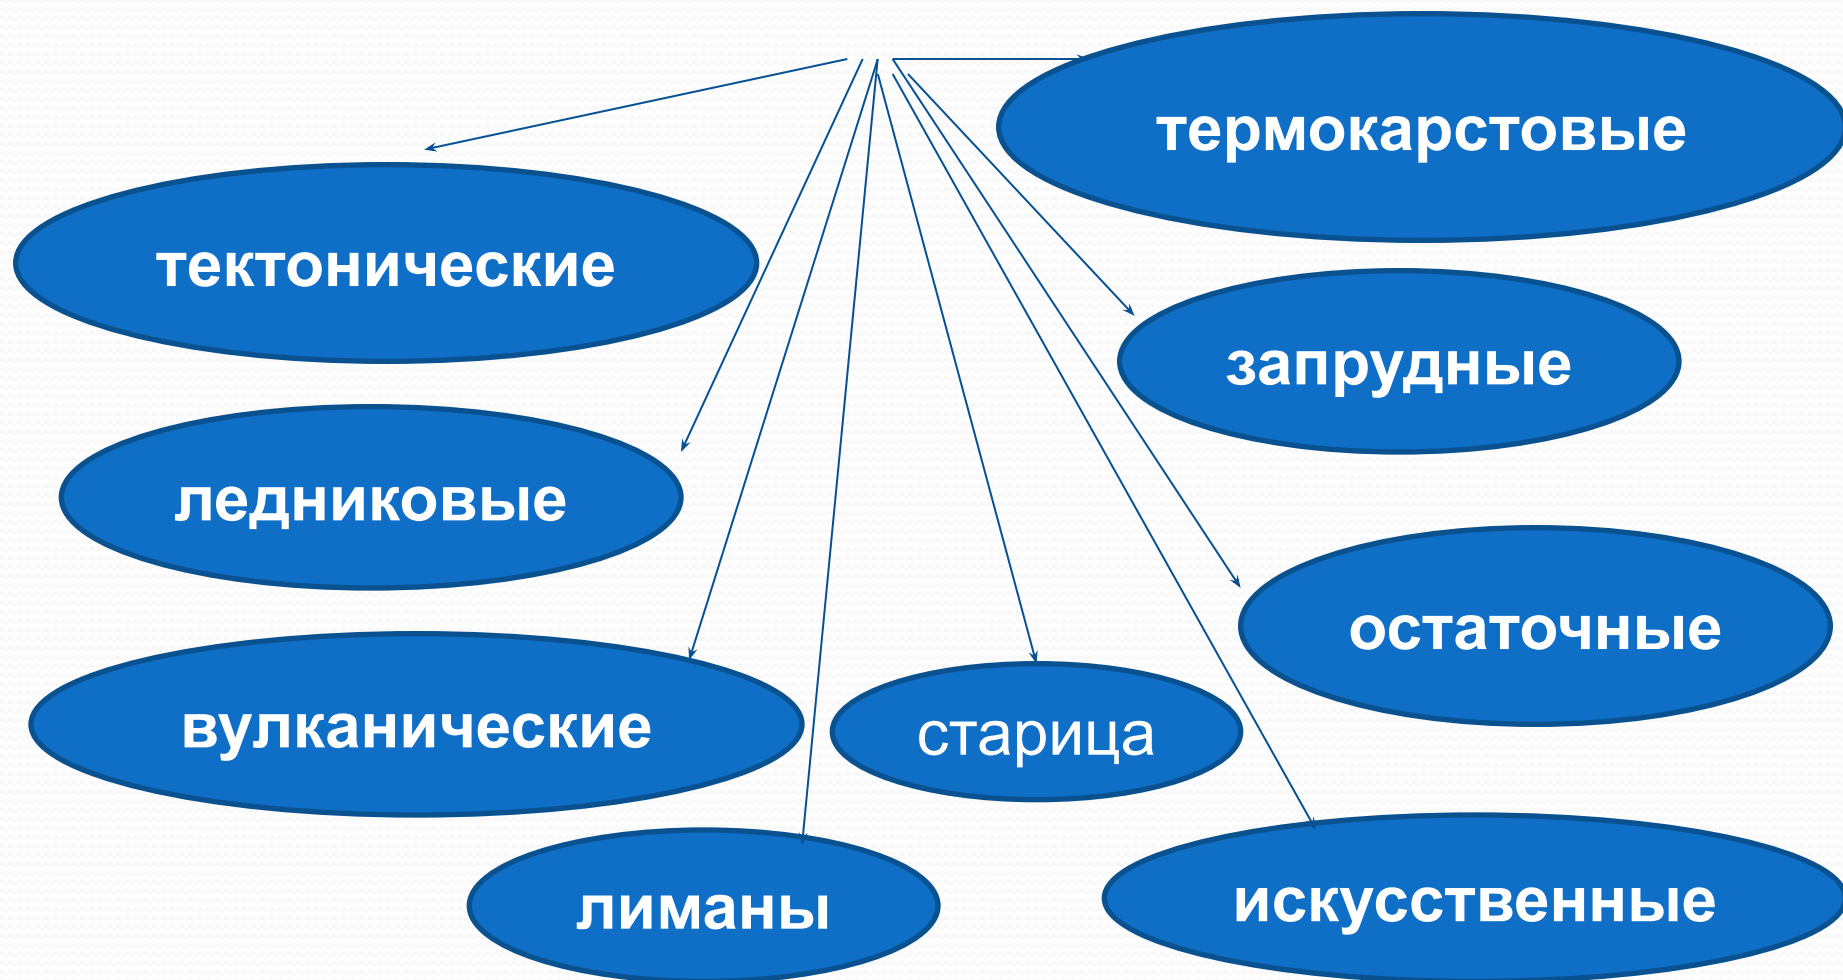 термокарстовые
тектонические
запрудные
ледниковые
остаточные
вулканические
старица
лиманы
искусственные